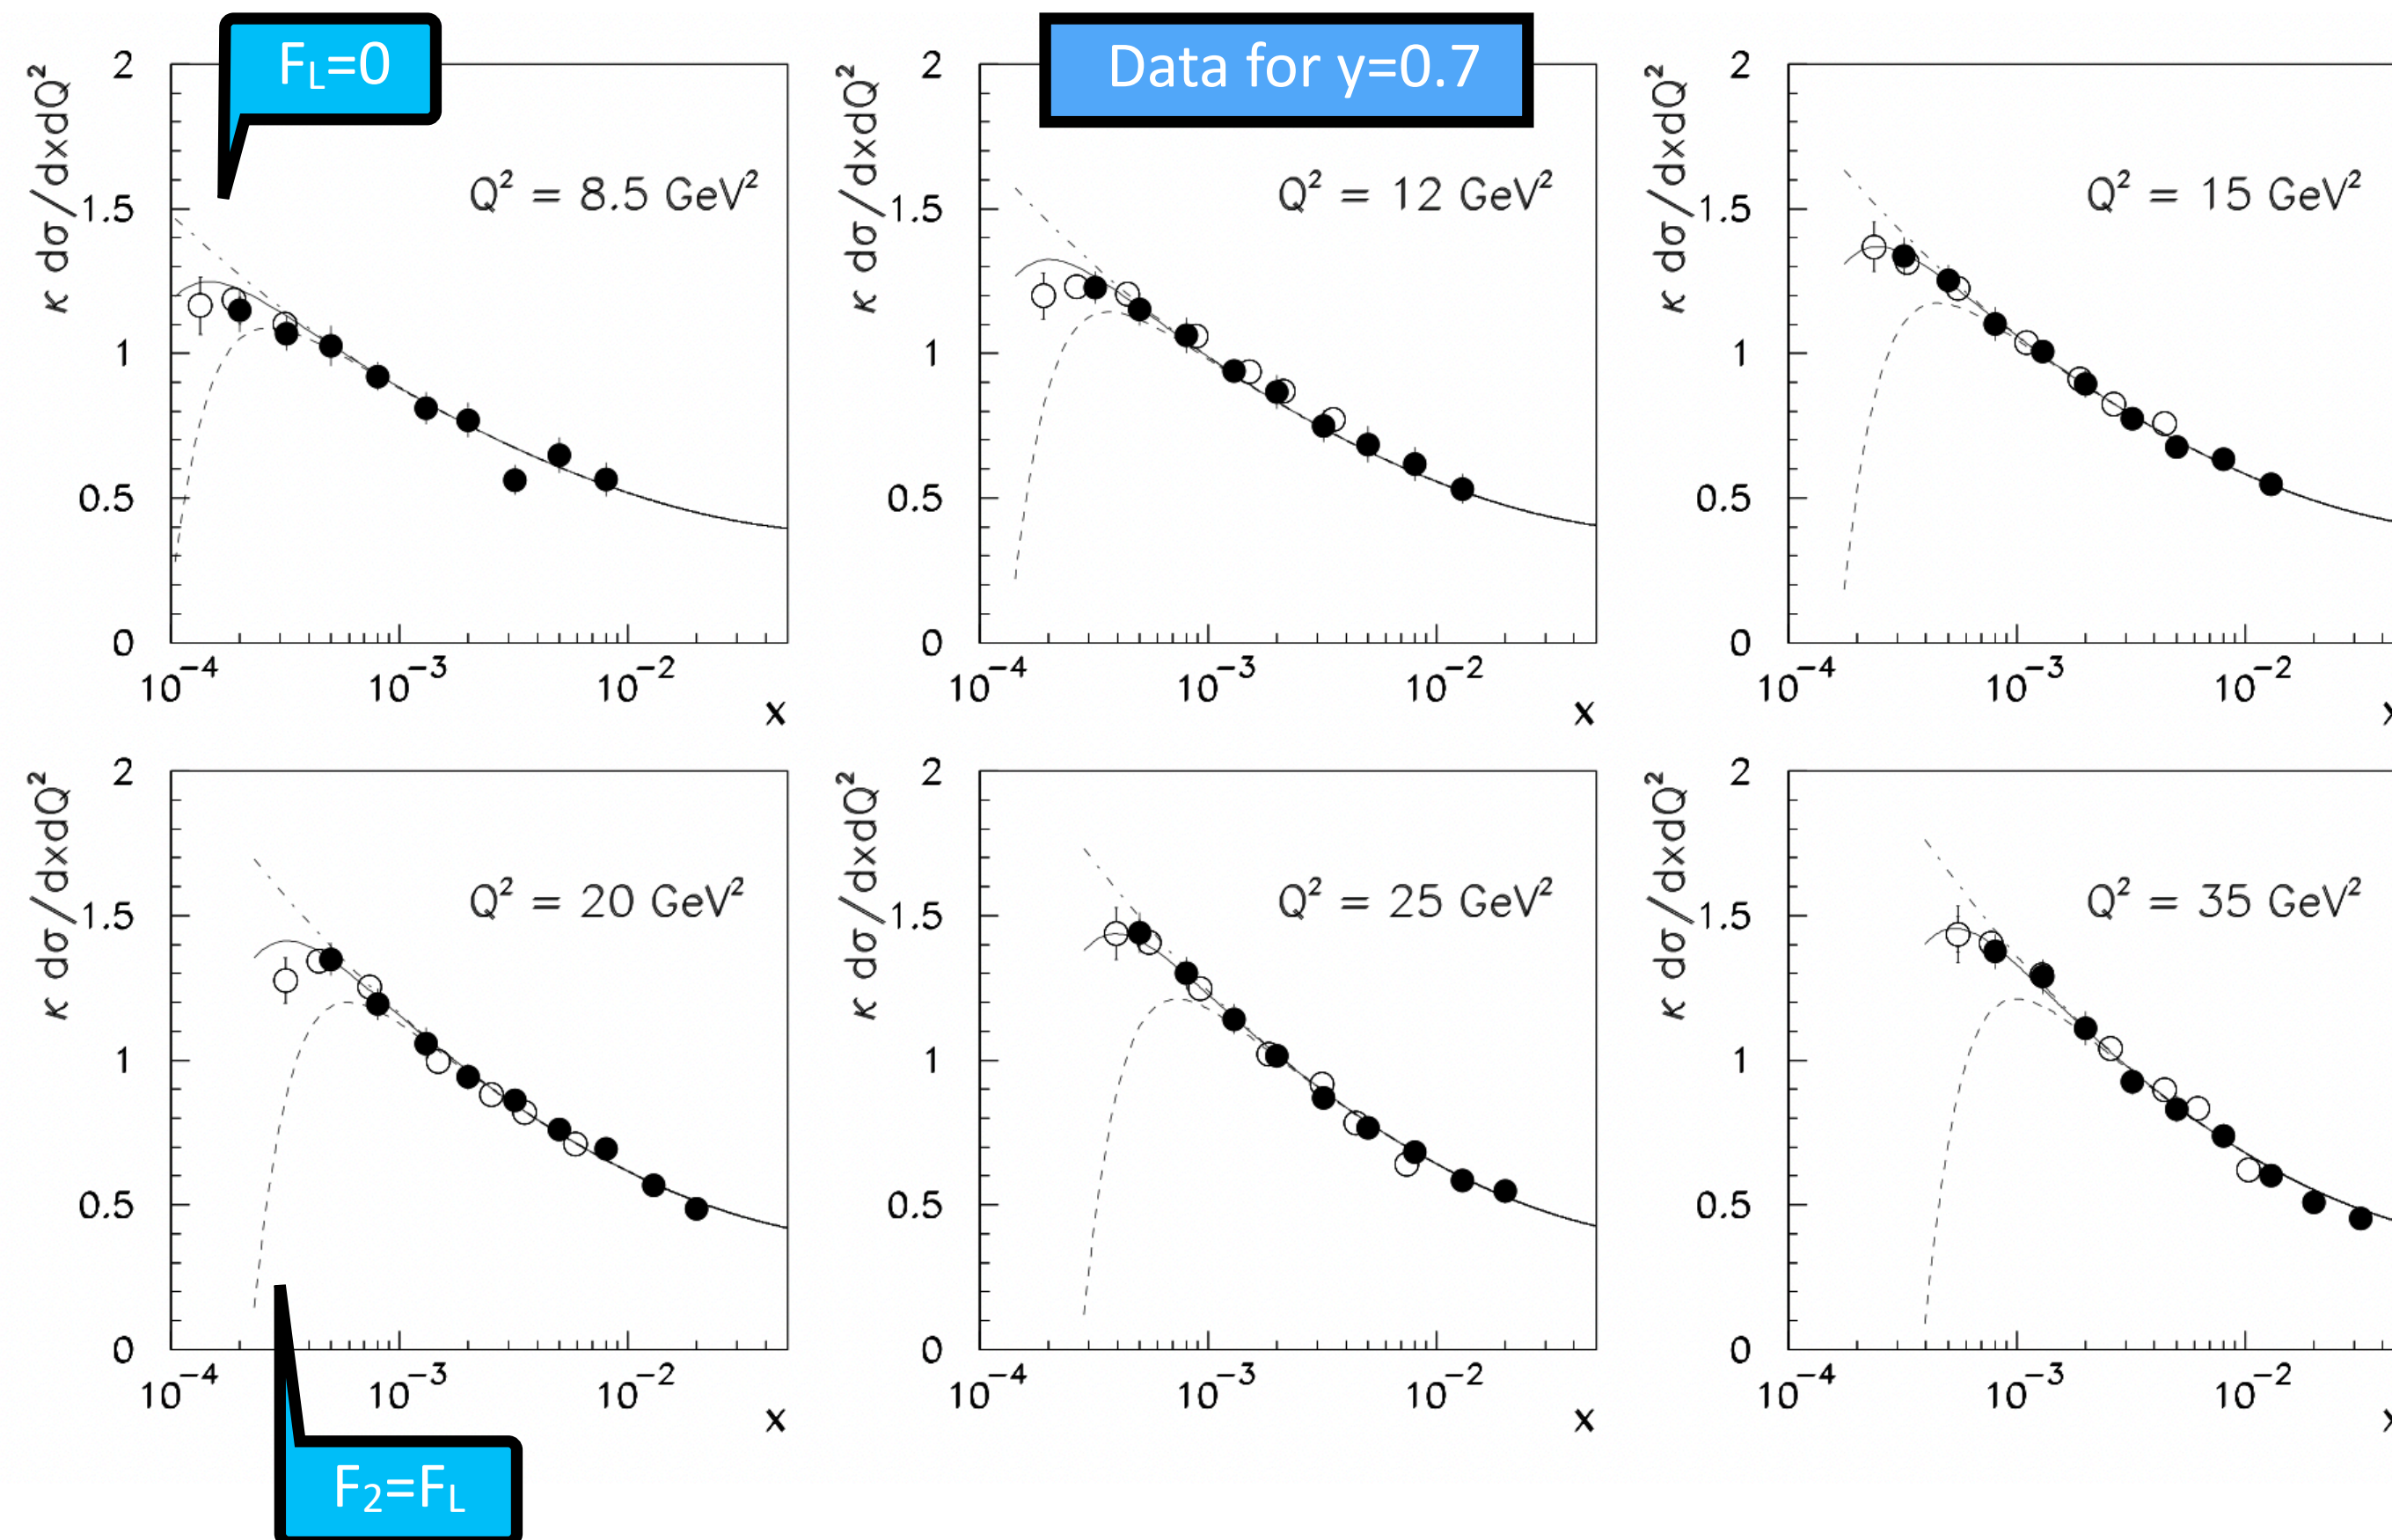 F_L=0
Data for y=0.7
κ dσ/dxdQ²
2
1.5
1
0.5
0
Q² = 8.5 GeV²
10⁻⁴ 10⁻³ 10⁻²
x
κ dσ/dxdQ²
2
1.5
1
0.5
0
Q² = 12 GeV²
10⁻⁴ 10⁻³ 10⁻²
x
κ dσ/dxdQ²
2
1.5
1
0.5
0
Q² = 15 GeV²
10⁻⁴ 10⁻³ 10⁻²
κ dσ/dxdQ²
2
1.5
1
0.5
0
Q² = 20 GeV²
10⁻⁴ 10⁻³ 10⁻²
x
κ dσ/dxdQ²
2
1.5
1
0.5
0
Q² = 25 GeV²
10⁻⁴ 10⁻³ 10⁻²
x
κ dσ/dxdQ²
2
1.5
1
0.5
0
Q² = 35 GeV²
10⁻⁴ 10⁻³ 10⁻²
F₂=F_L